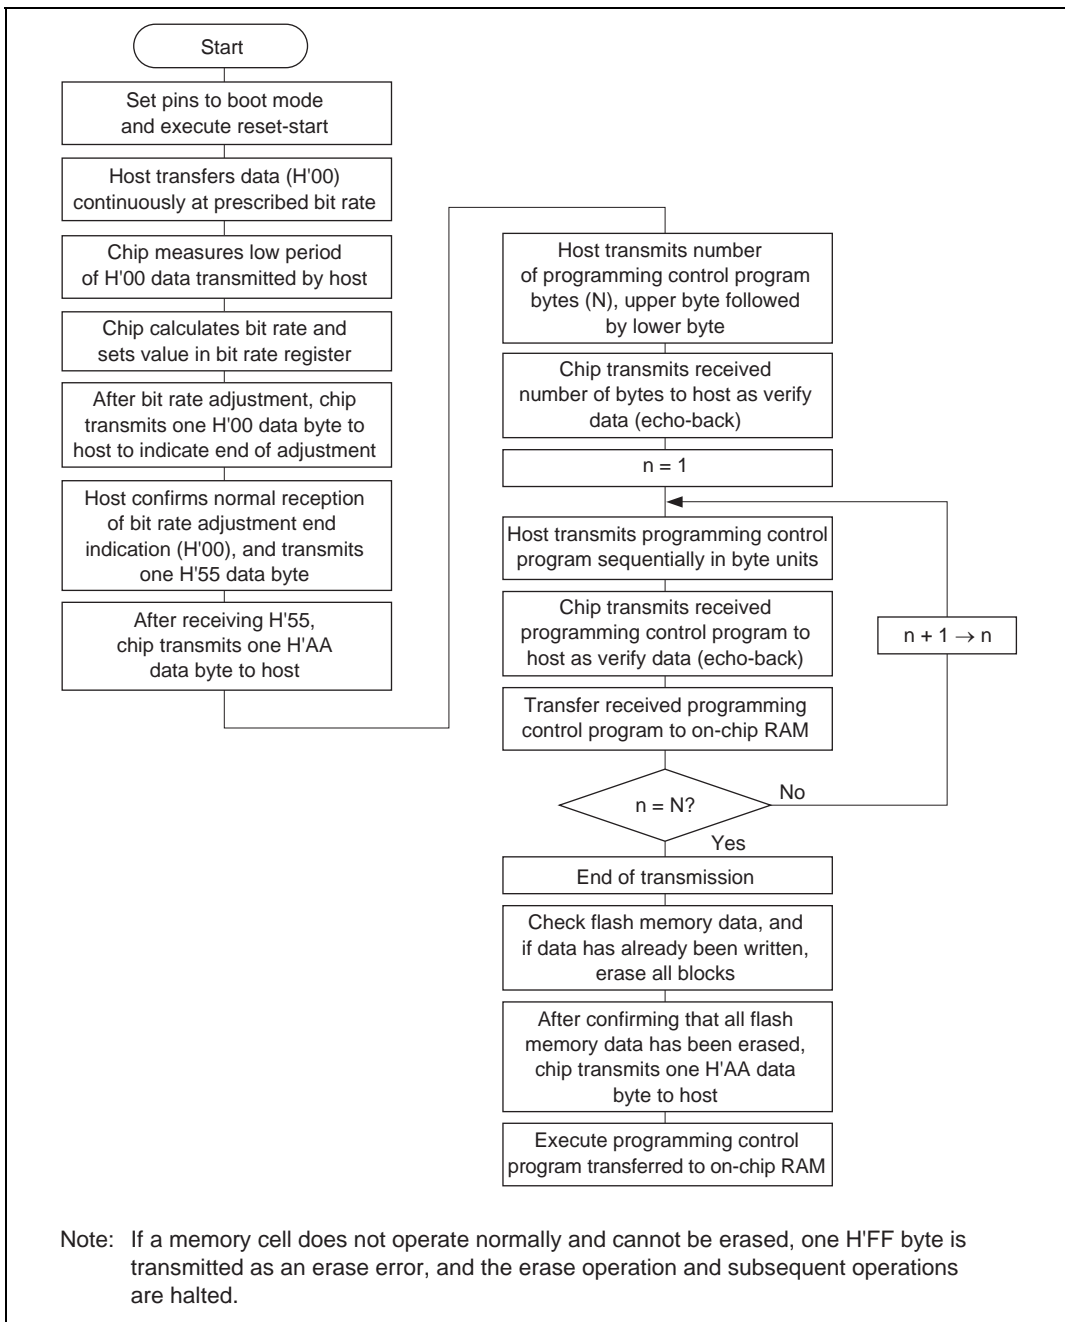 Start
Set pins to boot mode
and execute reset-start
Host transfers data (H'00)
continuously at prescribed bit rate
Chip measures low period
of H'00 data transmitted by host
Chip calculates bit rate and
sets value in bit rate register
After bit rate adjustment, chip
transmits one H'00 data byte to
host to indicate end of adjustment
Host confirms normal reception
of bit rate adjustment end
indication (H'00), and transmits
one H'55 data byte
After receiving H'55,
chip transmits one H'AA
data byte to host
Host transmits number
of programming control program
bytes (N), upper byte followed
by lower byte
Chip transmits received
number of bytes to host as verify
data (echo-back)
n = 1
Host transmits programming control
program sequentially in byte units
Chip transmits received
programming control program to
host as verify data (echo-back)
n + 1 → n
Transfer received programming
control program to on-chip RAM
n = N?
No
Yes
End of transmission
Check flash memory data, and
if data has already been written,
erase all blocks
After confirming that all flash
memory data has been erased,
chip transmits one H'AA data
byte to host
Execute programming control
program transferred to on-chip RAM
Note: If a memory cell does not operate normally and cannot be erased, one H'FF byte is
transmitted as an erase error, and the erase operation and subsequent operations
are halted.